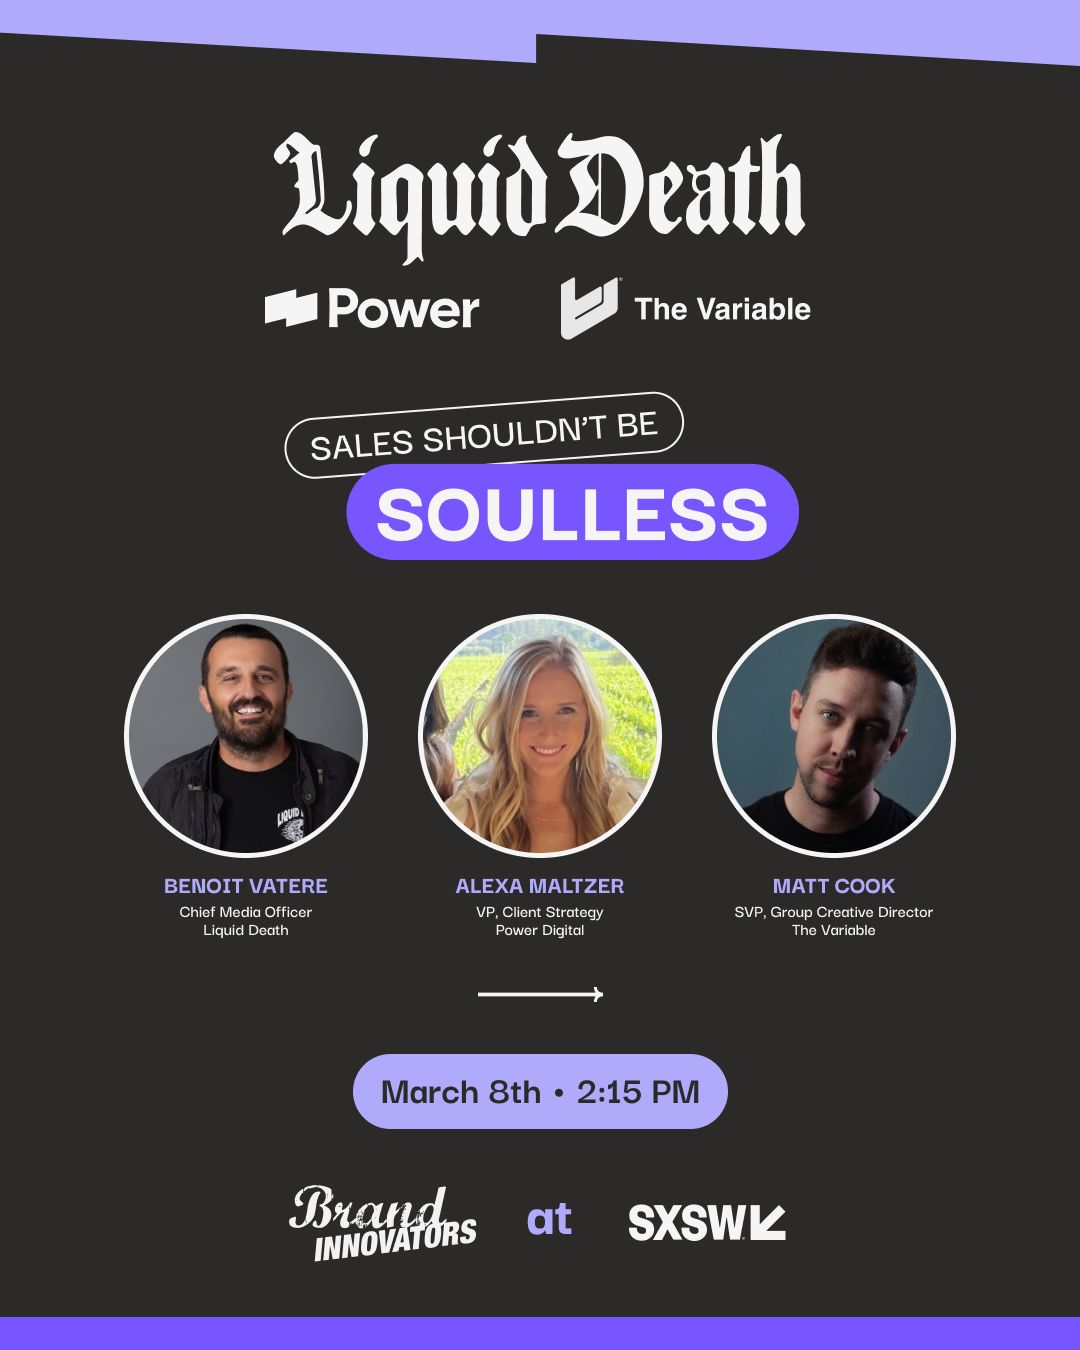 Liquid Death
Power
The Variable
SALES SHOULDN'T BE
SOULLESS
LIQUID
BENOIT VATERE
Chief Media Officer
Liquid Death
ALEXA MALTZER
VP, Client Strategy
Power Digital
MATT COOK
SVP, Group Creative Director
The Variable
March 8th • 2:15 PM
Brand
INNOVATORS
at
SXSW